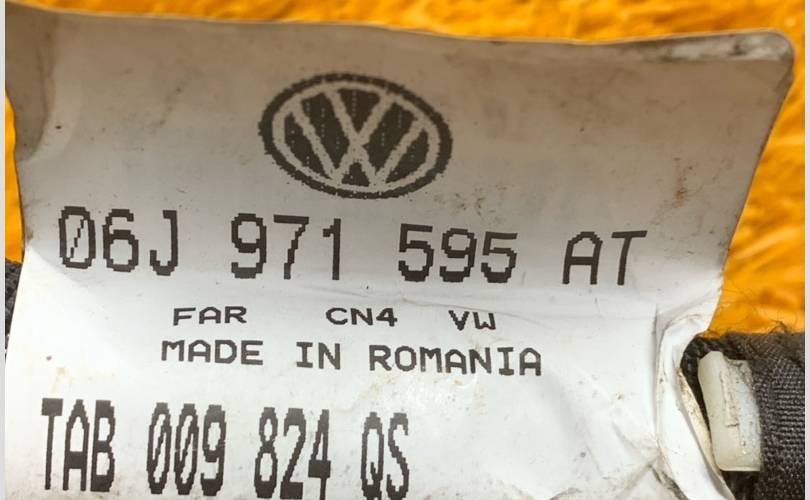 06J 971 595 AT
FAR CN4 VW
MADE IN ROMANIA
TAB 009 824 QS